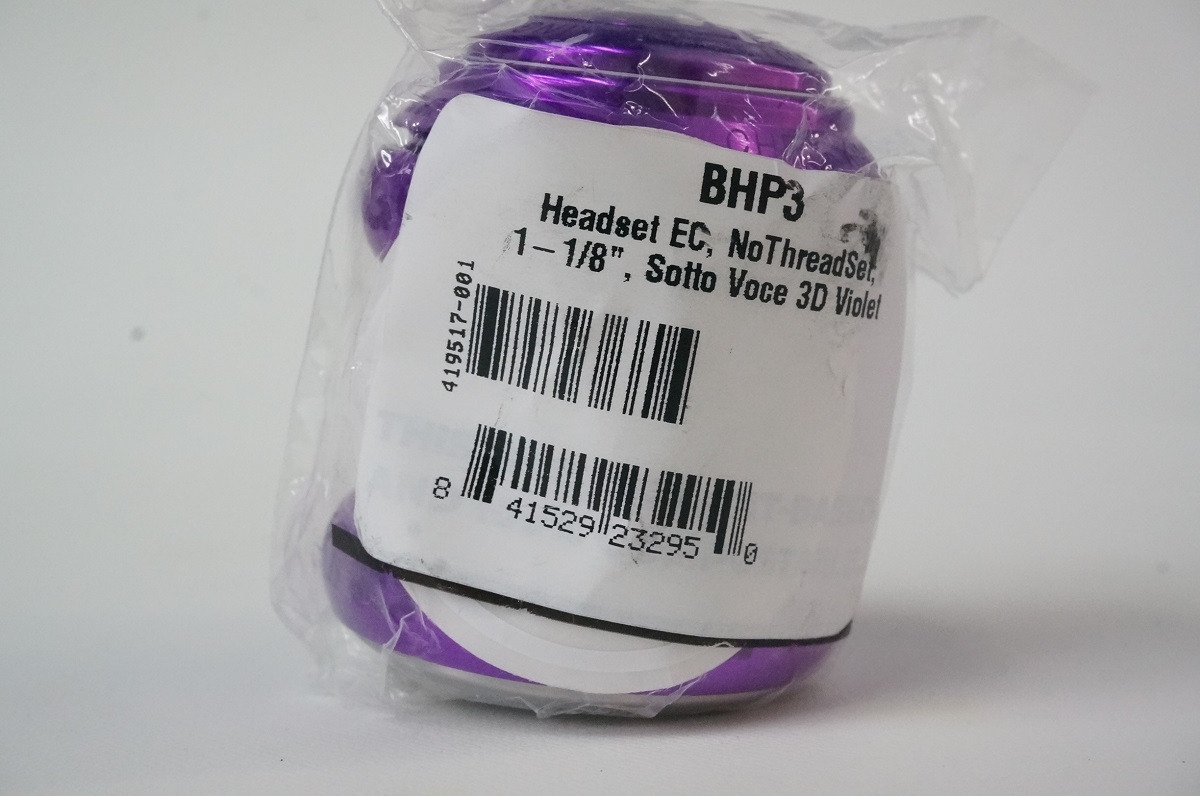 BHP3
Headset EC, NoThreadSet,
1-1/8", Sotto Voce 3D Violet
419517-001
8 41529 23295 0